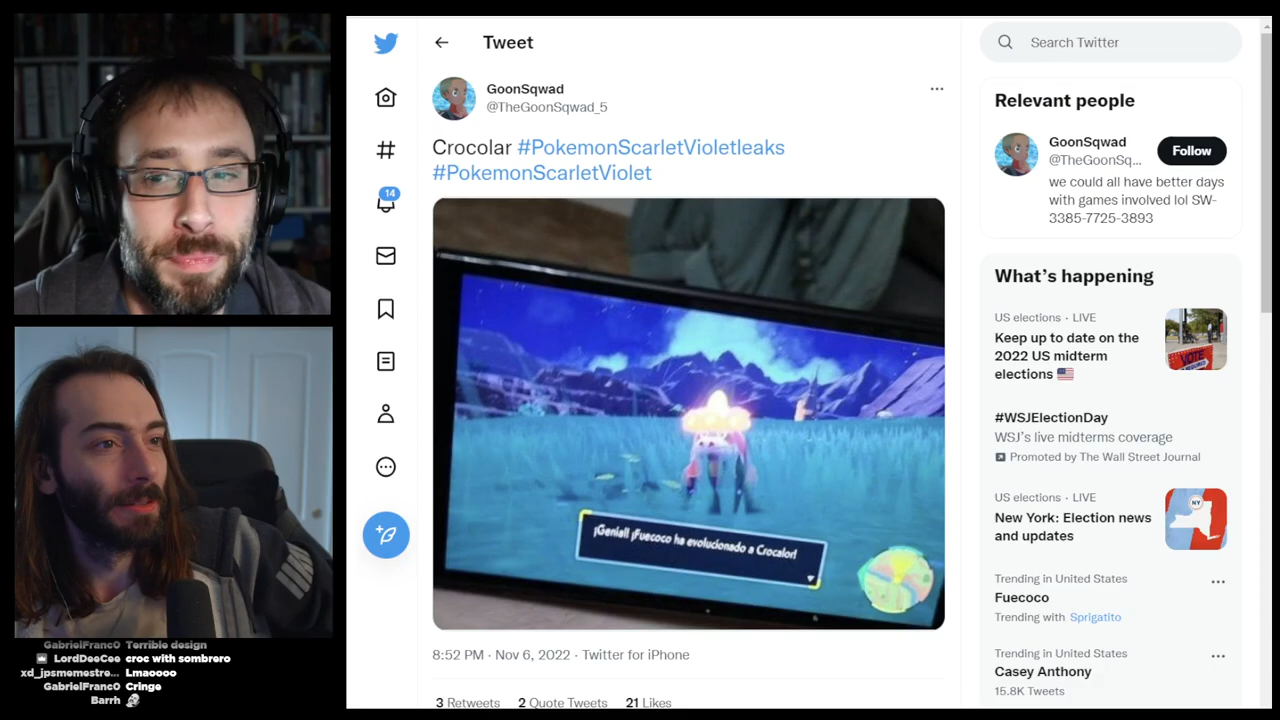 Tweet
GoonSqwad
@TheGoonSqwad_5
Crocolar #PokemonScarletVioletleaks
#PokemonScarletViolet
14
¡Genial! ¡Fuecoco ha evolucionado a Crocalor!
8:52 PM · Nov 6, 2022 · Twitter for iPhone
3 Retweets 2 Quote Tweets 21 Likes
Search Twitter
Relevant people
GoonSqwad
@TheGoonSq...
Follow
we could all have better days
with games involved lol SW-
3385-7725-3893
What's happening
US elections · LIVE
Keep up to date on the
2022 US midterm
elections 🇺🇸
VOTE
#WSJElectionDay
WSJ's live midterms coverage
Promoted by The Wall Street Journal
US elections · LIVE
New York: Election news
and updates
NY
Trending in United States
Fuecoco
Trending with Sprigatito
Trending in United States
Casey Anthony
15.8K Tweets
GabrielFranc0 Terrible design
LordDeeCee croc with sombrero
xd_jpsmemestre... Lmaoooo
GabrielFranc0 Cringe
Barrh